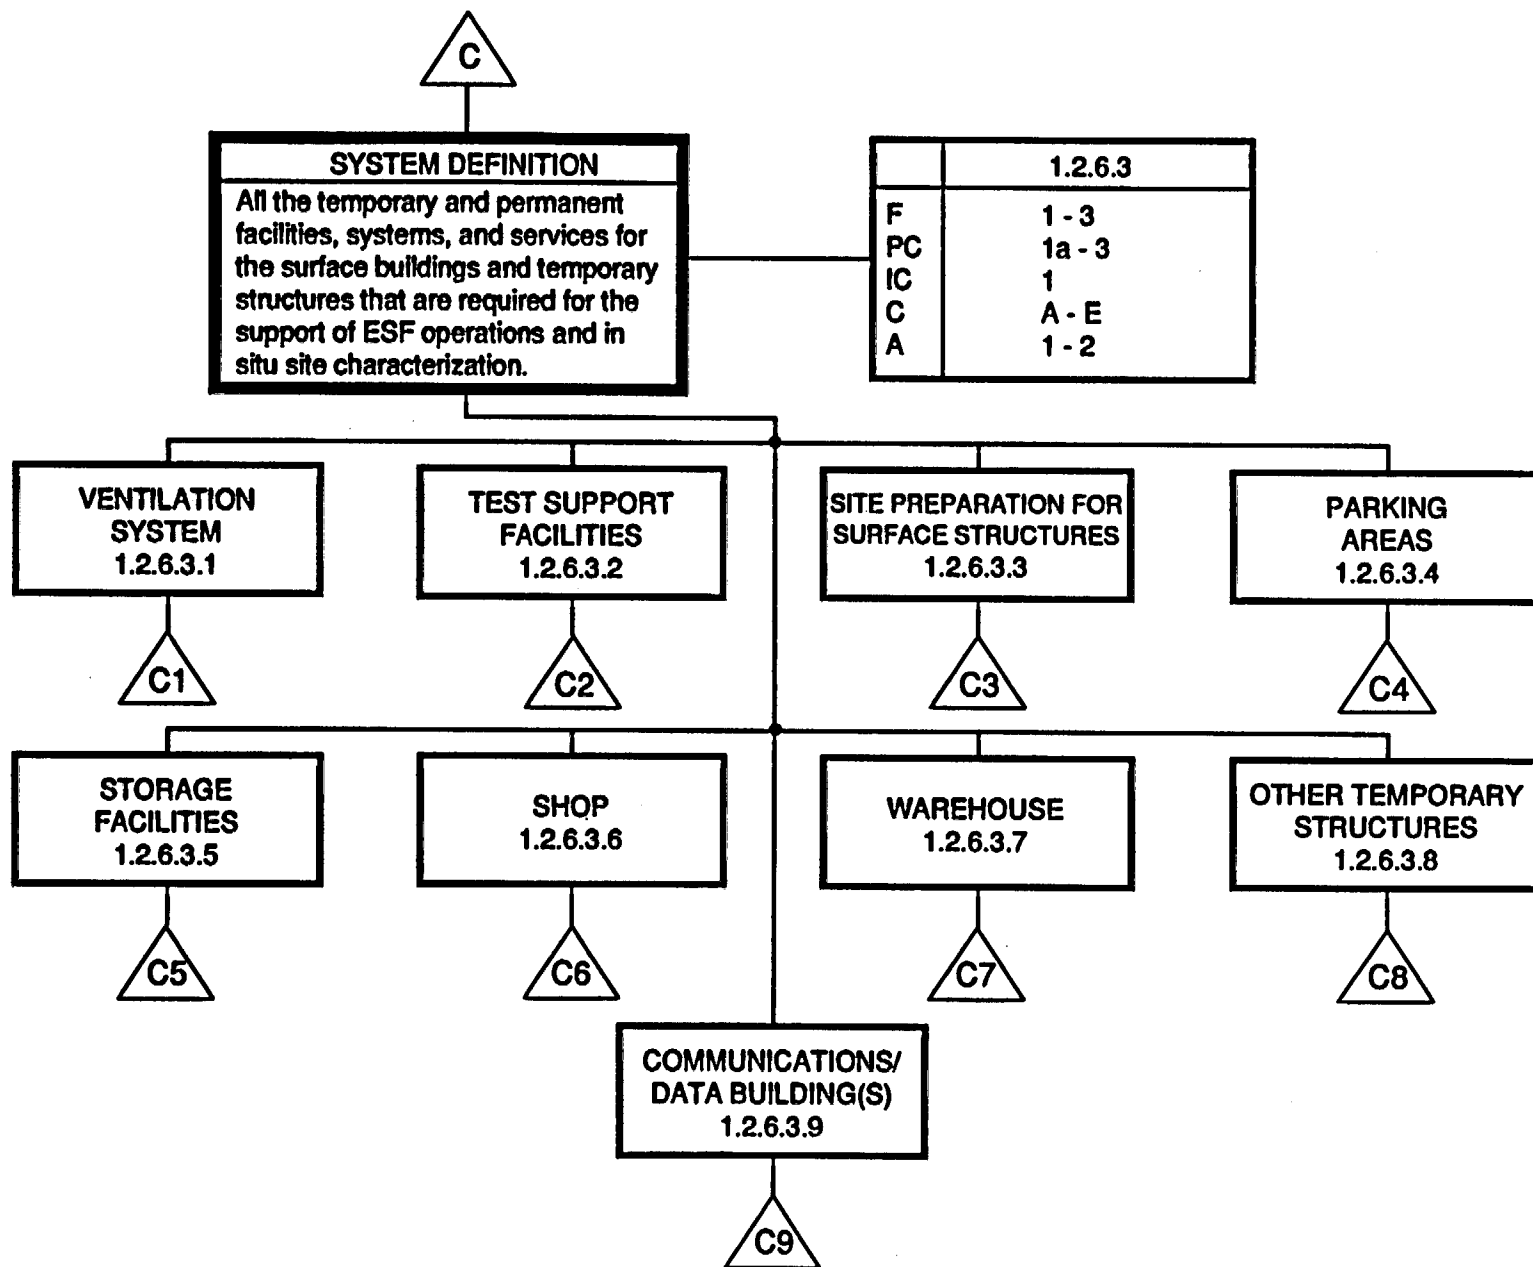 C
SYSTEM DEFINITION
All the temporary and permanent
facilities, systems, and services for
the surface buildings and temporary
structures that are required for the
support of ESF operations and in
situ site characterization.
1.2.6.3
F 1 - 3
PC 1a - 3
IC 1
C A - E
A 1 - 2
VENTILATION
SYSTEM
1.2.6.3.1
TEST SUPPORT
FACILITIES
1.2.6.3.2
SITE PREPARATION FOR
SURFACE STRUCTURES
1.2.6.3.3
PARKING
AREAS
1.2.6.3.4
C1
C2
C3
C4
STORAGE
FACILITIES
1.2.6.3.5
SHOP
1.2.6.3.6
WAREHOUSE
1.2.6.3.7
OTHER TEMPORARY
STRUCTURES
1.2.6.3.8
C5
C6
C7
C8
COMMUNICATIONS/
DATA BUILDING(S)
1.2.6.3.9
C9